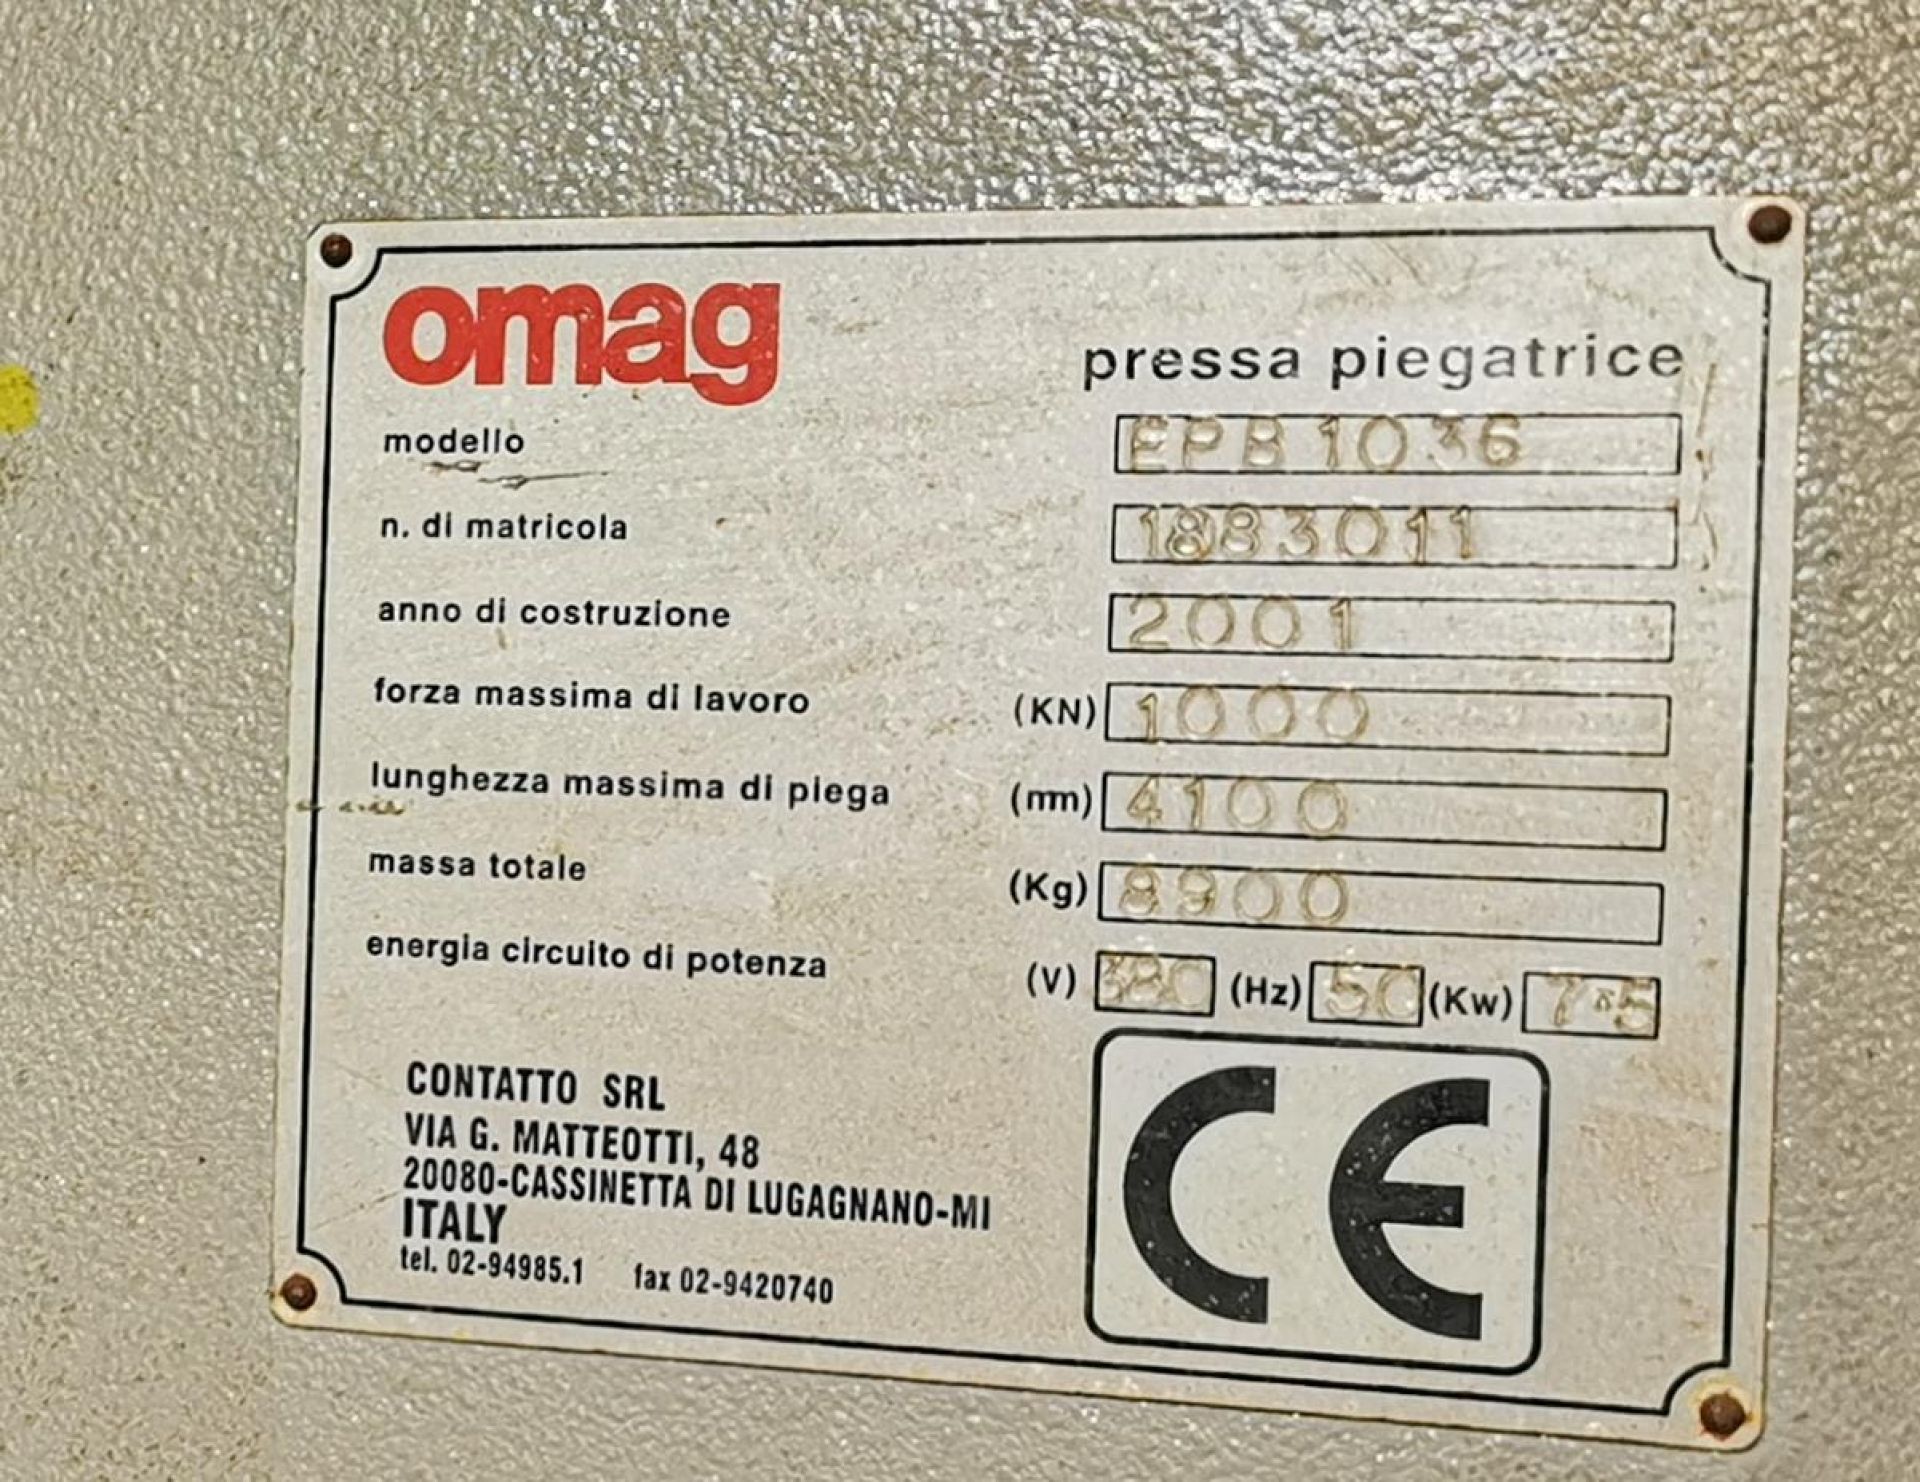 omag
pressa piegatrice
modello EPB 1036
n. di matricola 1883011
anno di costruzione 2001
forza massima di lavoro (KN) 1000
lunghezza massima di piega (mm) 4100
massa totale (Kg) 8900
energia circuito di potenza (V) 380 (Hz) 50 (Kw) 7.5
CONTATTO SRL
VIA G. MATTEOTTI, 48
20080-CASSINETTA DI LUGAGNANO-MI
ITALY
tel. 02-94985.1 fax 02-9420740
CE